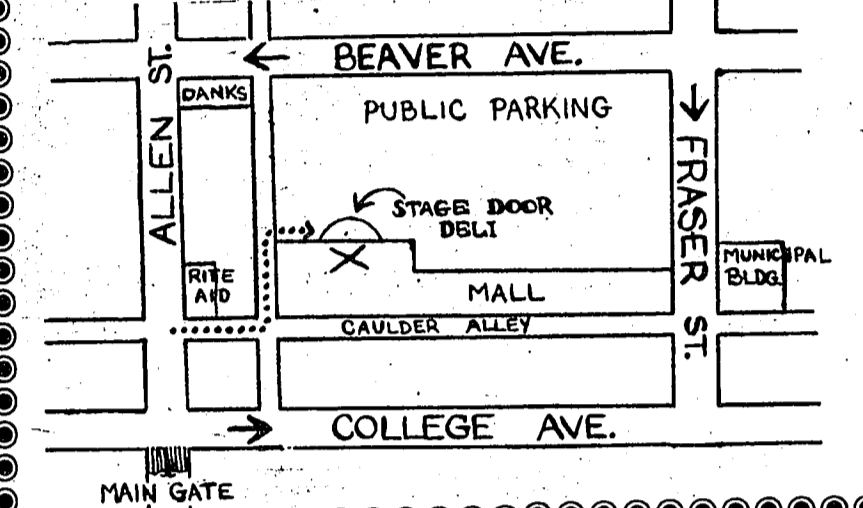 BEAVER AVE.
ALLEN ST.
DANKS
PUBLIC PARKING
FRASER ST.
STAGE DOOR
DELI
X
MUNICIPAL
BLDG.
RITE
AID
MALL
CAULDER ALLEY
COLLEGE AVE.
MAIN GATE